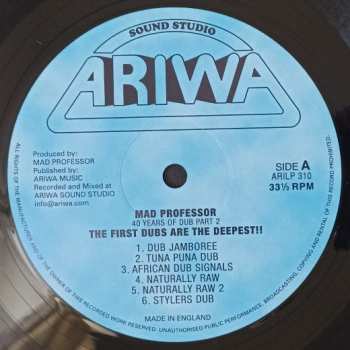 SOUND STUDIO
ARIWA
Produced by:
MAD PROFESSOR
Published by:
ARIWA MUSIC
Recorded and Mixed at
ARIWA SOUND STUDIO
info@ariwa.com
SIDE A
ARILP 310
33⅓ RPM
MAD PROFESSOR
40 YEARS OF DUB PART 2
THE FIRST DUBS ARE THE DEEPEST!!
1. DUB JAMBOREE
2. TUNA PUNA DUB
3. AFRICAN DUB SIGNALS
4. NATURALLY RAW
5. NATURALLY RAW 2
6. STYLERS DUB
MADE IN ENGLAND
ALL RIGHTS OF THE MANUFACTURER AND OF THE OWNER OF THE RECORDED WORK RESERVED. UNAUTHORISED PUBLIC PERFORMANCE, BROADCASTING, COPYING OR RENTAL OF THIS RECORD PROHIBITED.